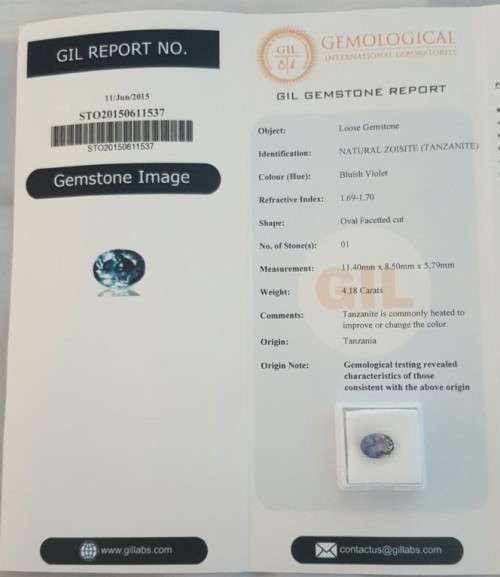 GIL REPORT NO.
11/Jun/2015
STO20150611537
STO20150611537
Gemstone Image
www.gillabs.com
GIL
GEMOLOGICAL
INTERNATIONAL LABORATORIES
GIL GEMSTONE REPORT
Object: Loose Gemstone
Identification: NATURAL ZOISITE (TANZANITE)
Colour (Hue): Bluish Violet
Refractive Index: 1.69-1.70
Shape: Oval Facetted cut
No. of Stone(s): 01
Measurement: 11.40mm x 8.50mm x 5.79mm
Weight: 4.18 Carats
GIL
Comments: Tanzanite is commonly heated to
improve or change the color.
Origin: Tanzania
Origin Note: Gemological testing revealed
characteristics of those
consistent with the above origin
contactus@gillabs.com